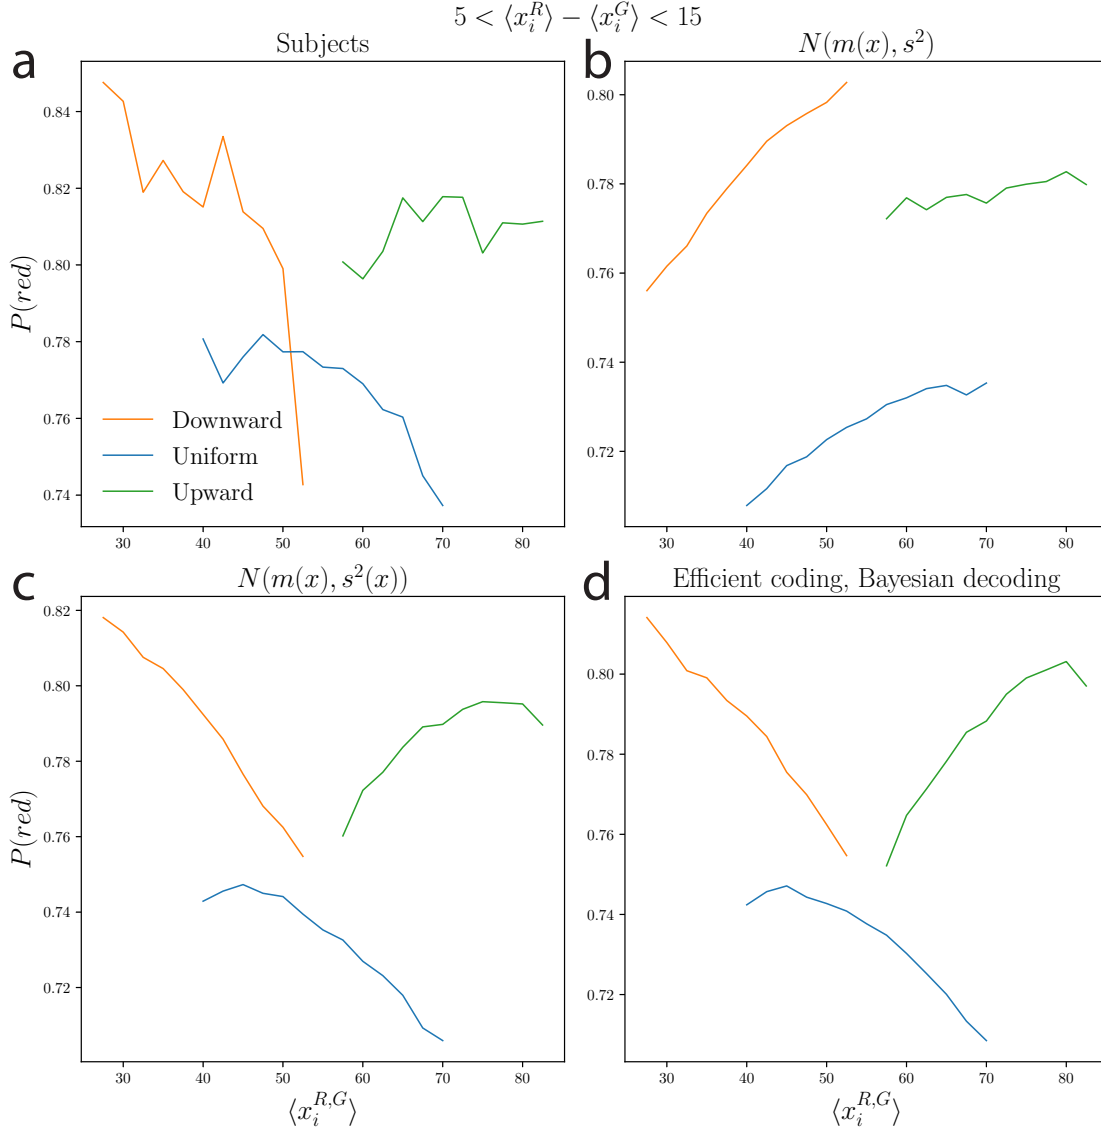 5 < ⟨x_i^R⟩ − ⟨x_i^G⟩ < 15
a
Subjects
0.84
0.82
0.80
0.78
0.76
0.74
P(red)
Downward
Uniform
Upward
30 40 50 60 70 80
b
N(m(x), s²)
0.80
0.78
0.76
0.74
0.72
30 40 50 60 70 80
c
N(m(x), s²(x))
0.82
0.80
0.78
0.76
0.74
0.72
P(red)
30 40 50 60 70 80
⟨x_i^{R,G}⟩
d
Efficient coding, Bayesian decoding
0.80
0.78
0.76
0.74
0.72
30 40 50 60 70 80
⟨x_i^{R,G}⟩